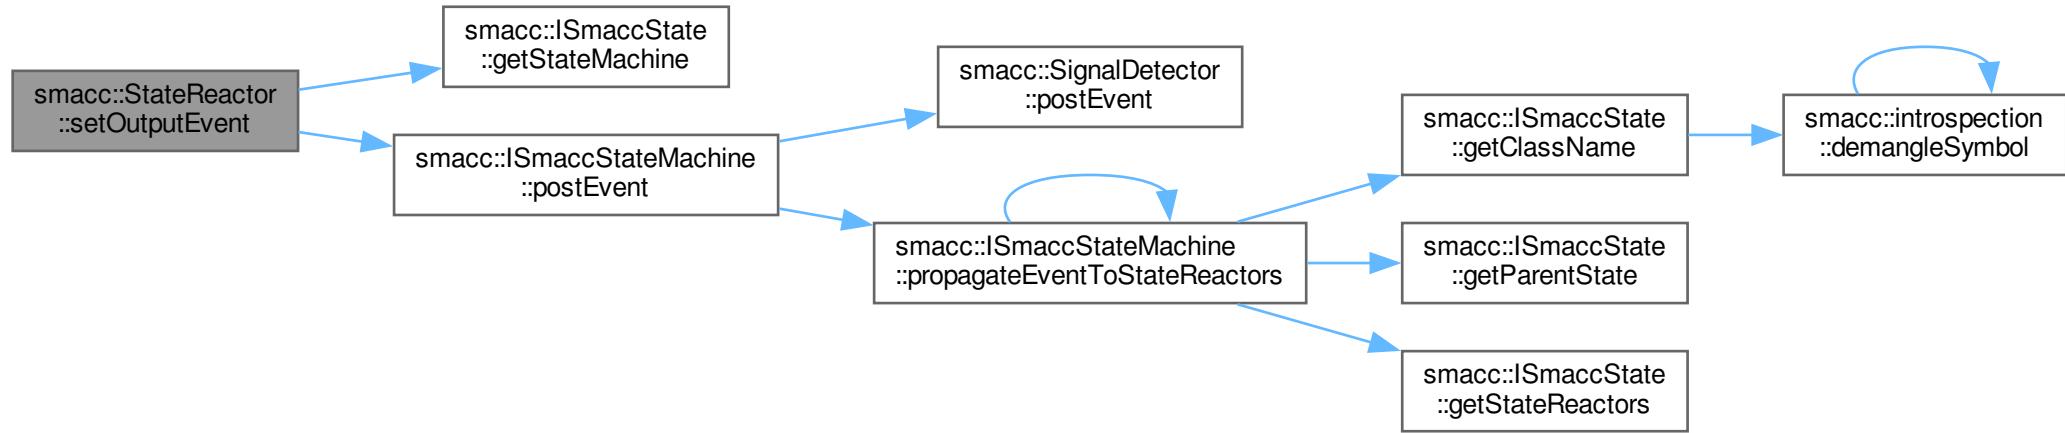 smacc::StateReactor
::setOutputEvent
smacc::ISmaccState
::getStateMachine
smacc::ISmaccStateMachine
::postEvent
smacc::SignalDetector
::postEvent
smacc::ISmaccStateMachine
::propagateEventToStateReactors
smacc::ISmaccState
::getClassName
smacc::introspection
::demangleSymbol
smacc::ISmaccState
::getParentState
smacc::ISmaccState
::getStateReactors